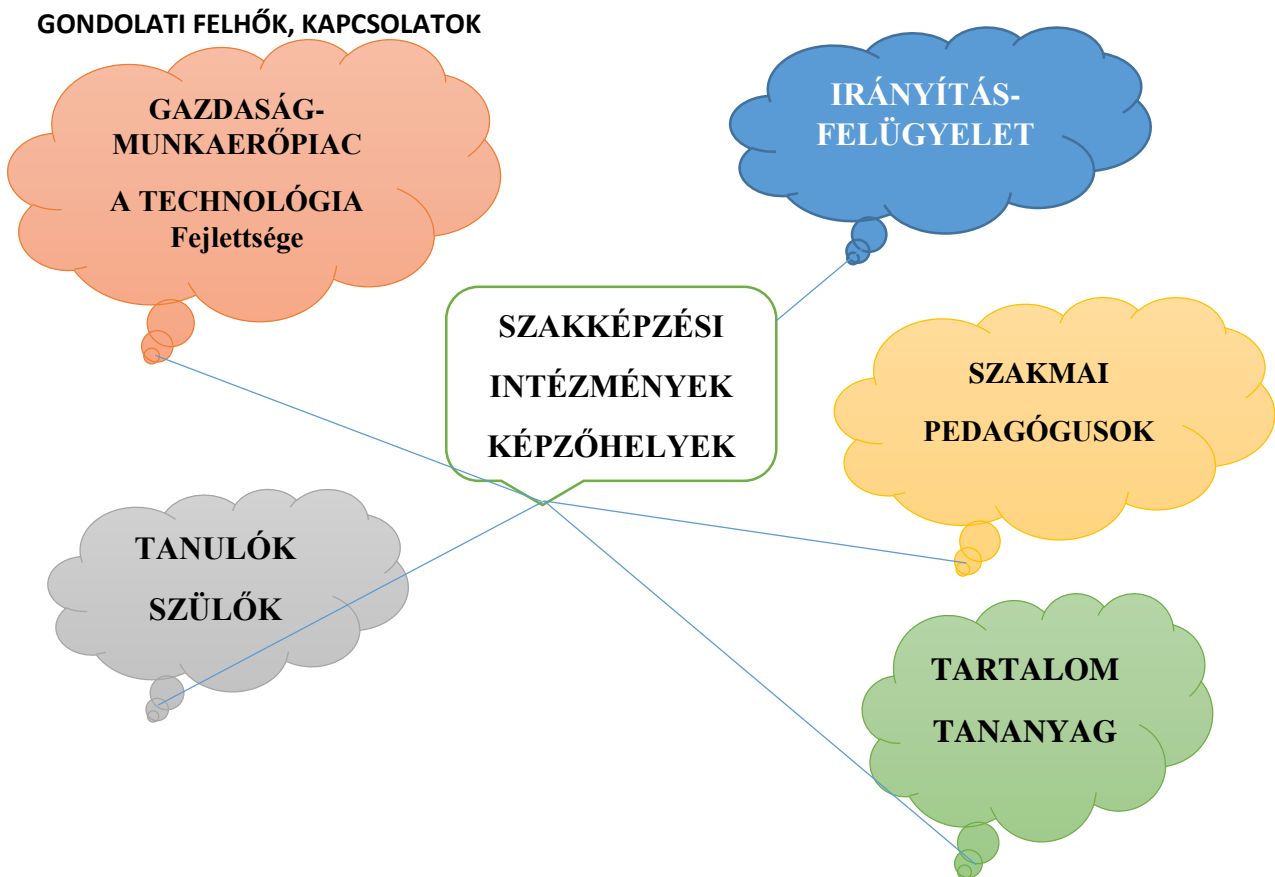 GONDOLATI FELHŐK, KAPCSOLATOK
GAZDASÁG-
MUNKAERŐPIAC
A TECHNOLÓGIA
Fejlettsége
IRÁNYÍTÁS-
FELÜGYELET
SZAKKÉPZÉSI
INTÉZMÉNYEK
KÉPZŐHELYEK
SZAKMAI
PEDAGÓGUSOK
TANULÓK
SZÜLŐK
TARTALOM
TANANYAG